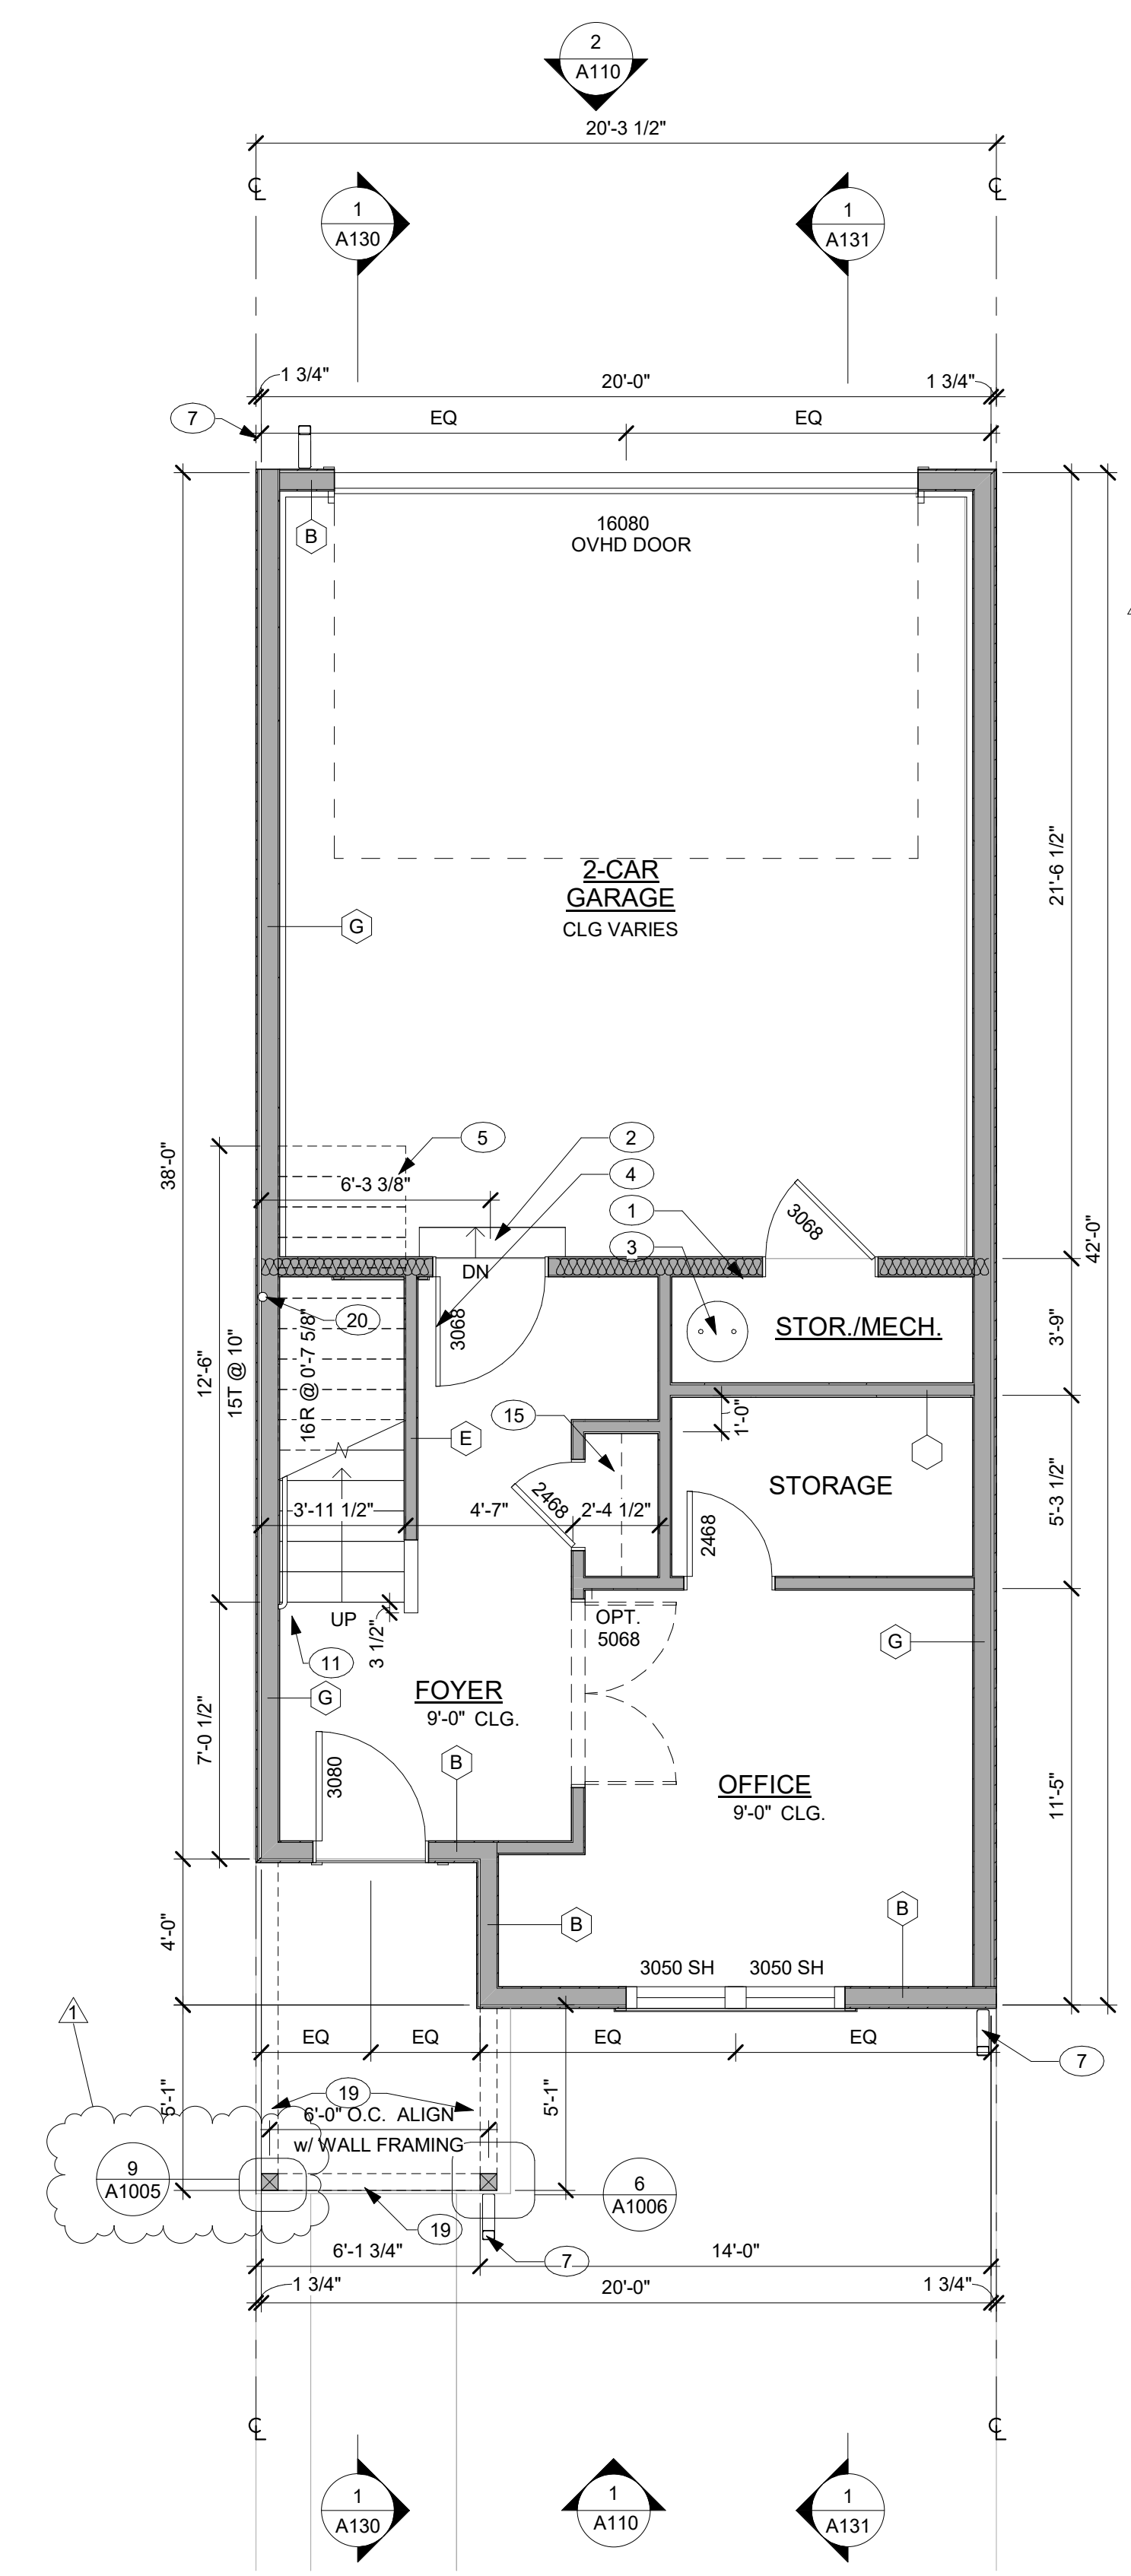 2
A110
20'-3 1/2"
℄ ℄
1
A130
1
A131
1 3/4" 20'-0" 1 3/4"
7 EQ EQ
B
16080
OVHD DOOR
2-CAR
GARAGE
CLG VARIES
G
21'-6 1/2"
38'-0"
42'-0"
5 2
6'-3 3/8" 4
1
3
3068
DN
20
3068
STOR./MECH.
3'-9"
12'-6"
15T @ 10"
16R @ 0'-7 5/8"
15
E
1'-0"
STORAGE
5'-3 1/2"
2468
3'-11 1/2" 4'-7" 2'-4 1/2"
2468
UP
3 1/2"
OPT.
5068
11
G
G
7'-0 1/2"
FOYER
9'-0" CLG.
B
3080
OFFICE
9'-0" CLG.
11'-5"
B
B
4'-0"
3050 SH 3050 SH
1
EQ EQ EQ EQ
7
5'-1"
5'-1"
19
6'-0" O.C. ALIGN
w/ WALL FRAMING
9
A1005
6
A1006
19
7
6'-1 3/4" 14'-0"
1 3/4" 20'-0" 1 3/4"
℄ ℄
1
A130
1
A110
1
A131